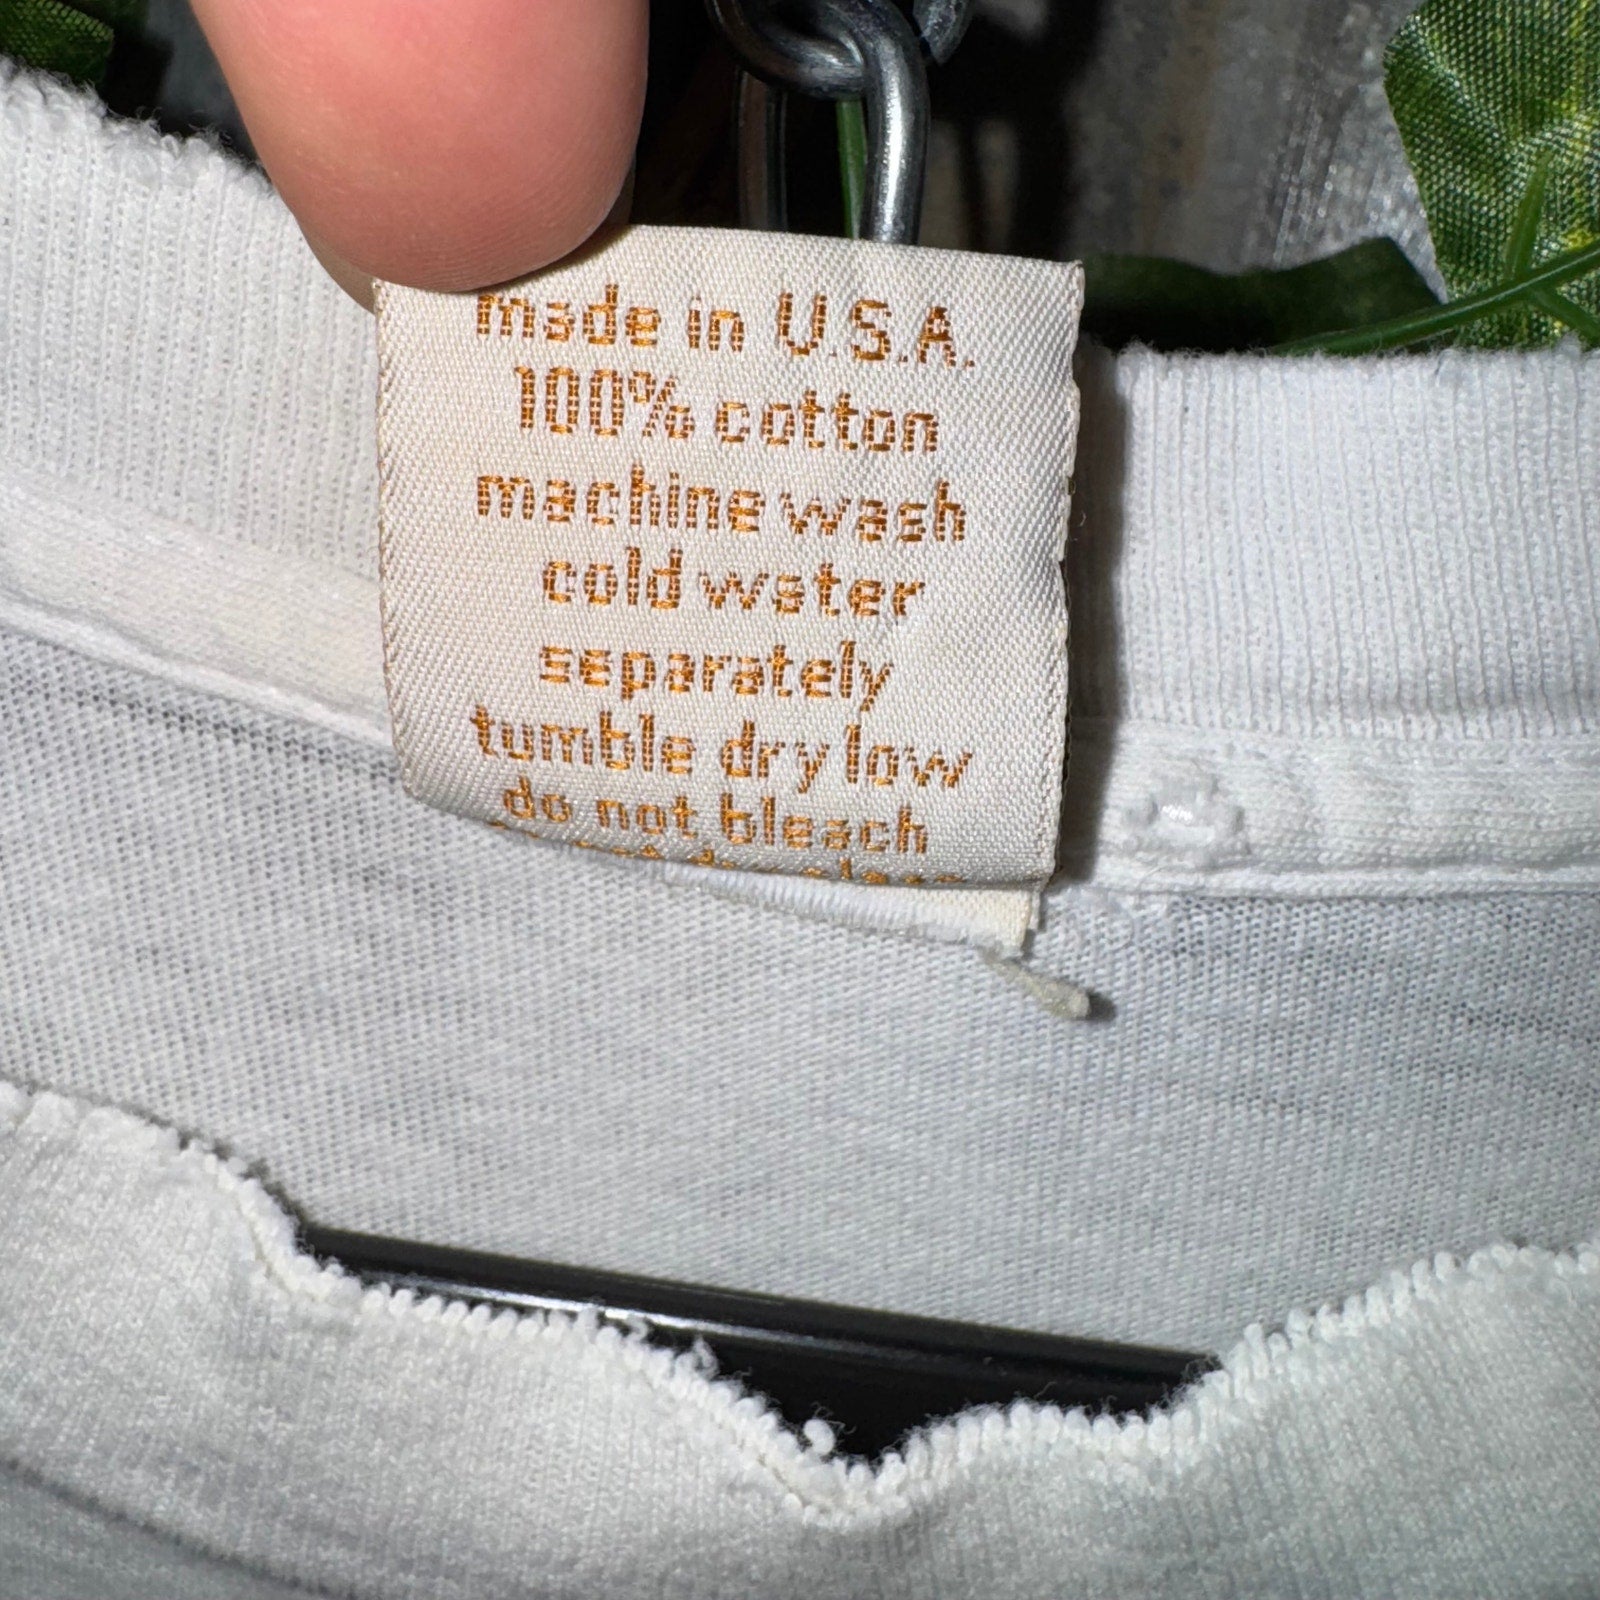 made in U.S.A.
100% cotton
machine wash
cold water
separately
tumble dry low
do not bleach